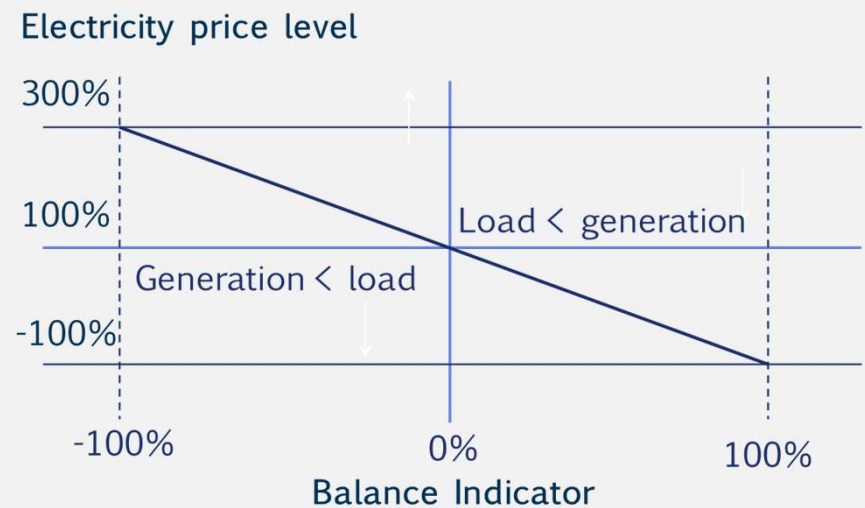 Electricity price level
300%
100%
Load < generation
Generation < load
-100%
-100%
0%
100%
Balance Indicator